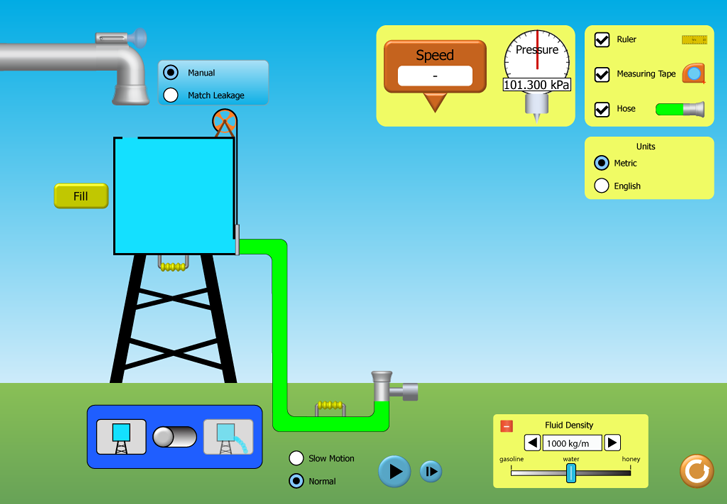 Manual
Match Leakage
Speed
-
Pressure
101.300 kPa
Ruler
Measuring Tape
Hose
Units
Metric
English
Fill
Slow Motion
Normal
Fluid Density
1000 kg/m
gasoline water honey